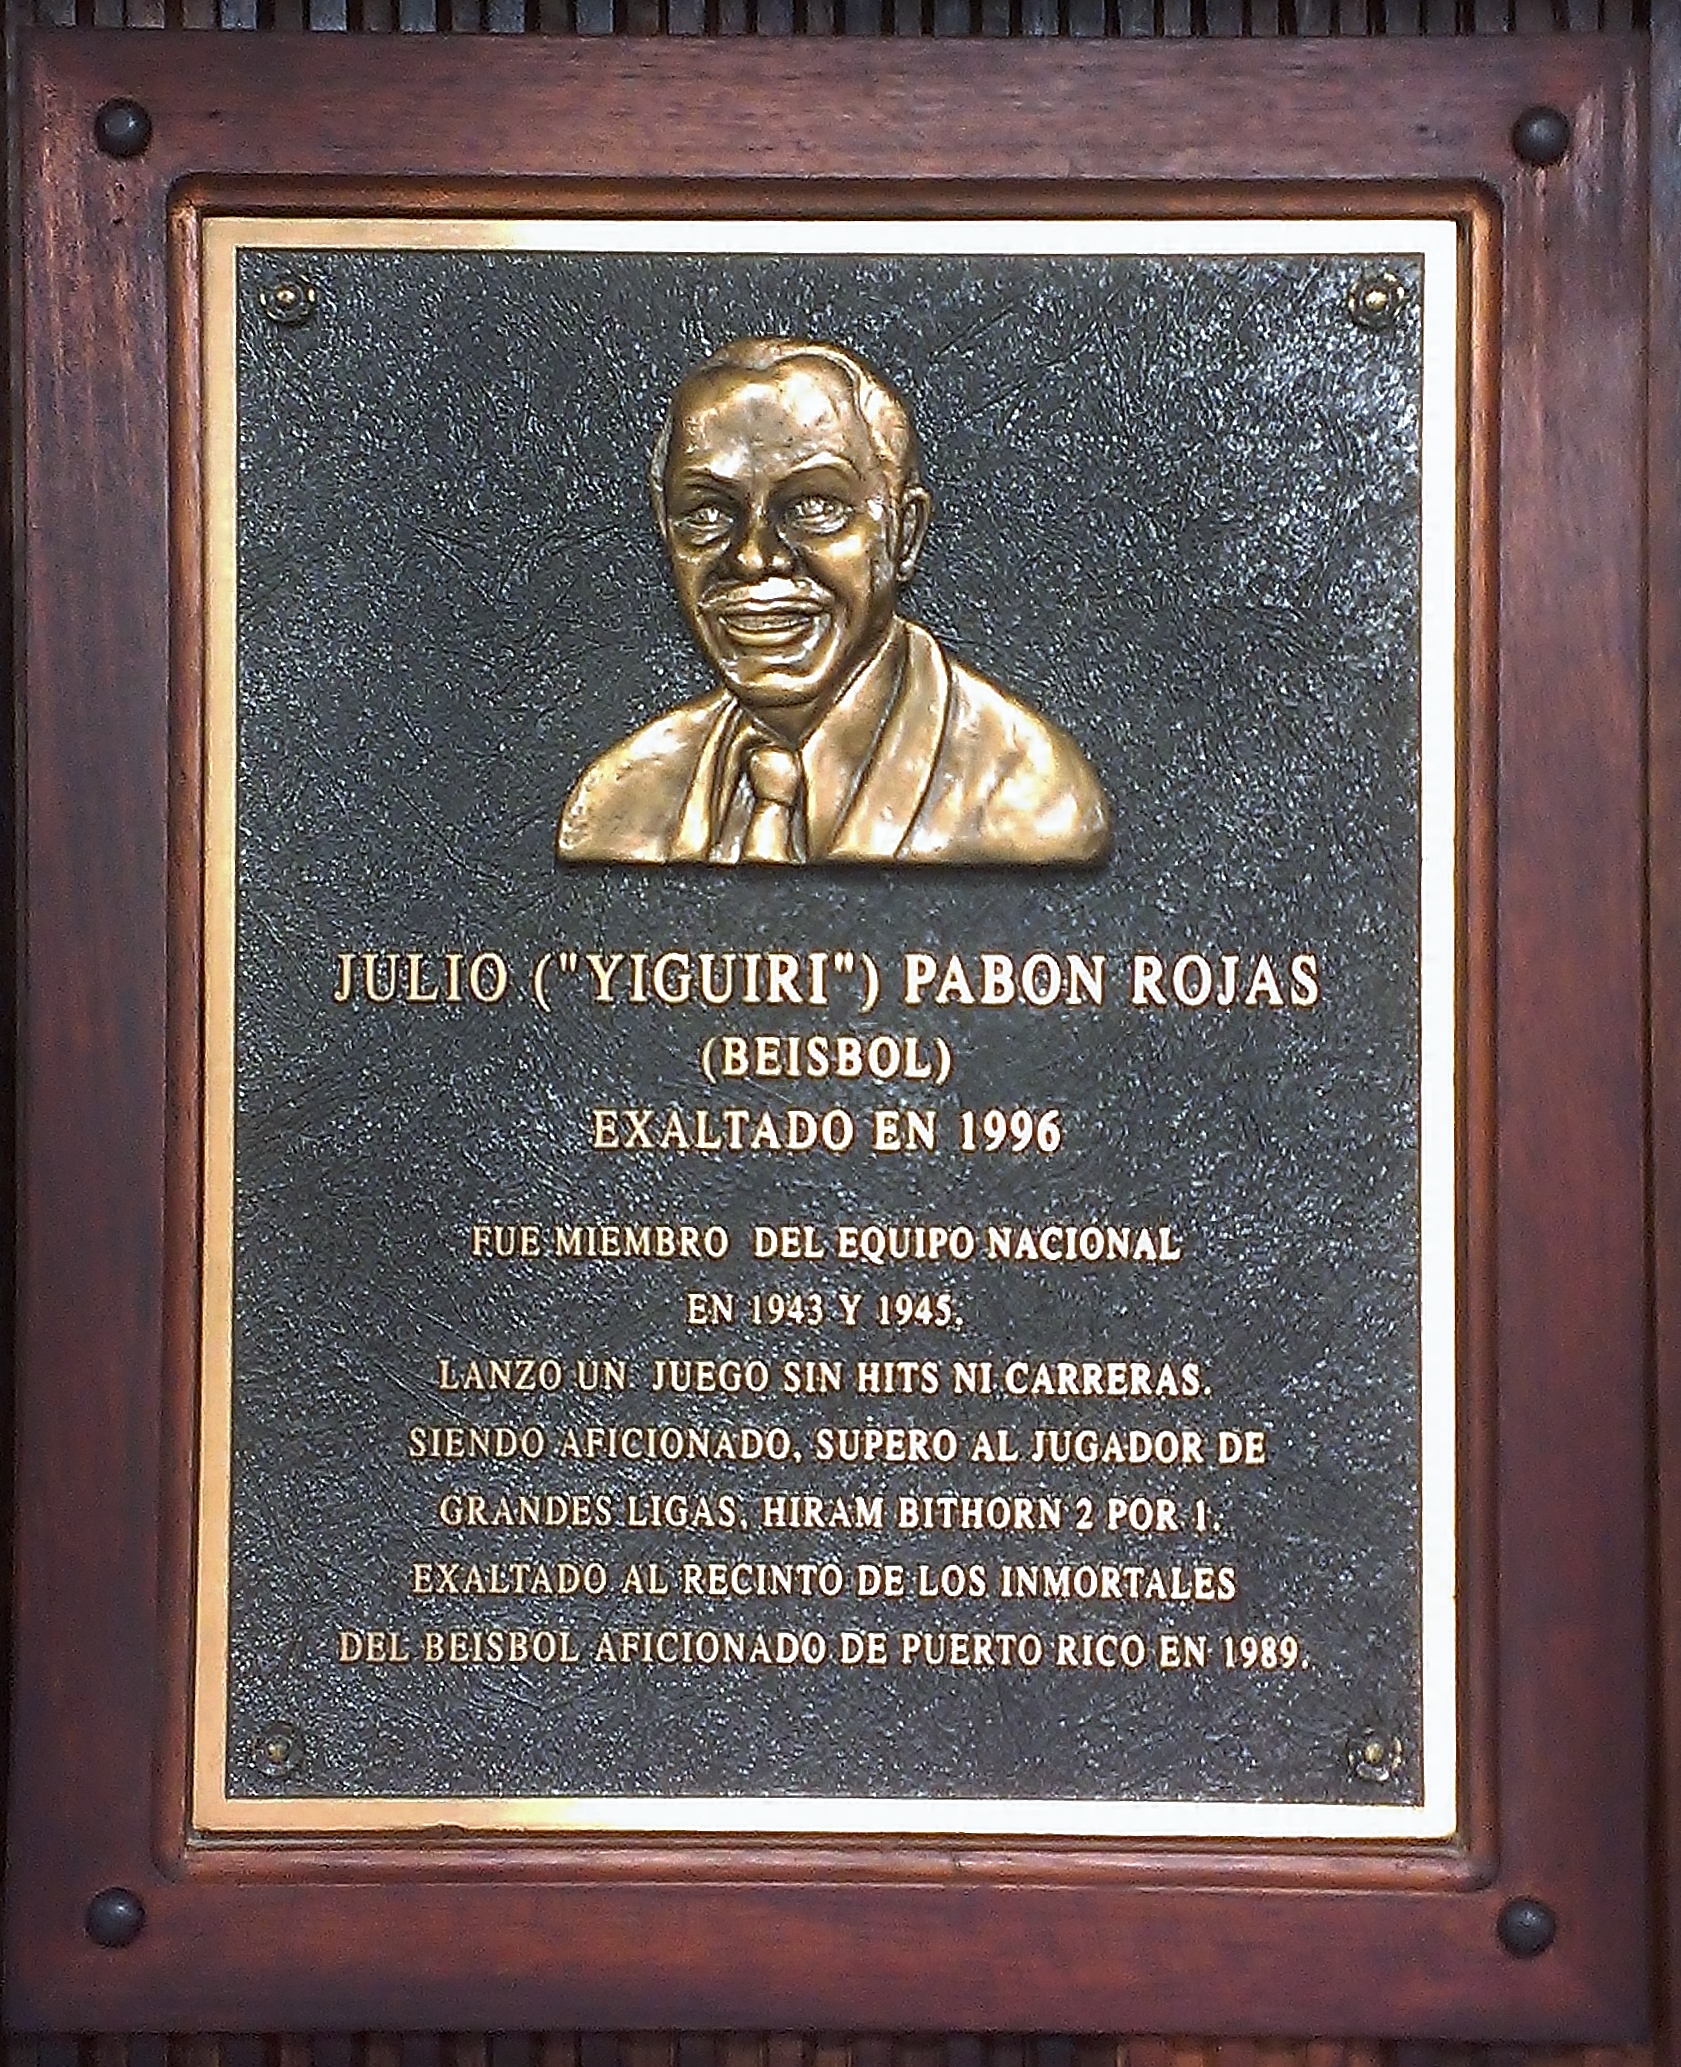 JULIO ("YIGUIRI") PABON ROJAS
(BEISBOL)
EXALTADO EN 1996
FUE MIEMBRO DEL EQUIPO NACIONAL
EN 1943 Y 1945.
LANZO UN JUEGO SIN HITS NI CARRERAS.
SIENDO AFICIONADO, SUPERO AL JUGADOR DE
GRANDES LIGAS, HIRAM BITHORN 2 POR 1.
EXALTADO AL RECINTO DE LOS INMORTALES
DEL BEISBOL AFICIONADO DE PUERTO RICO EN 1989.